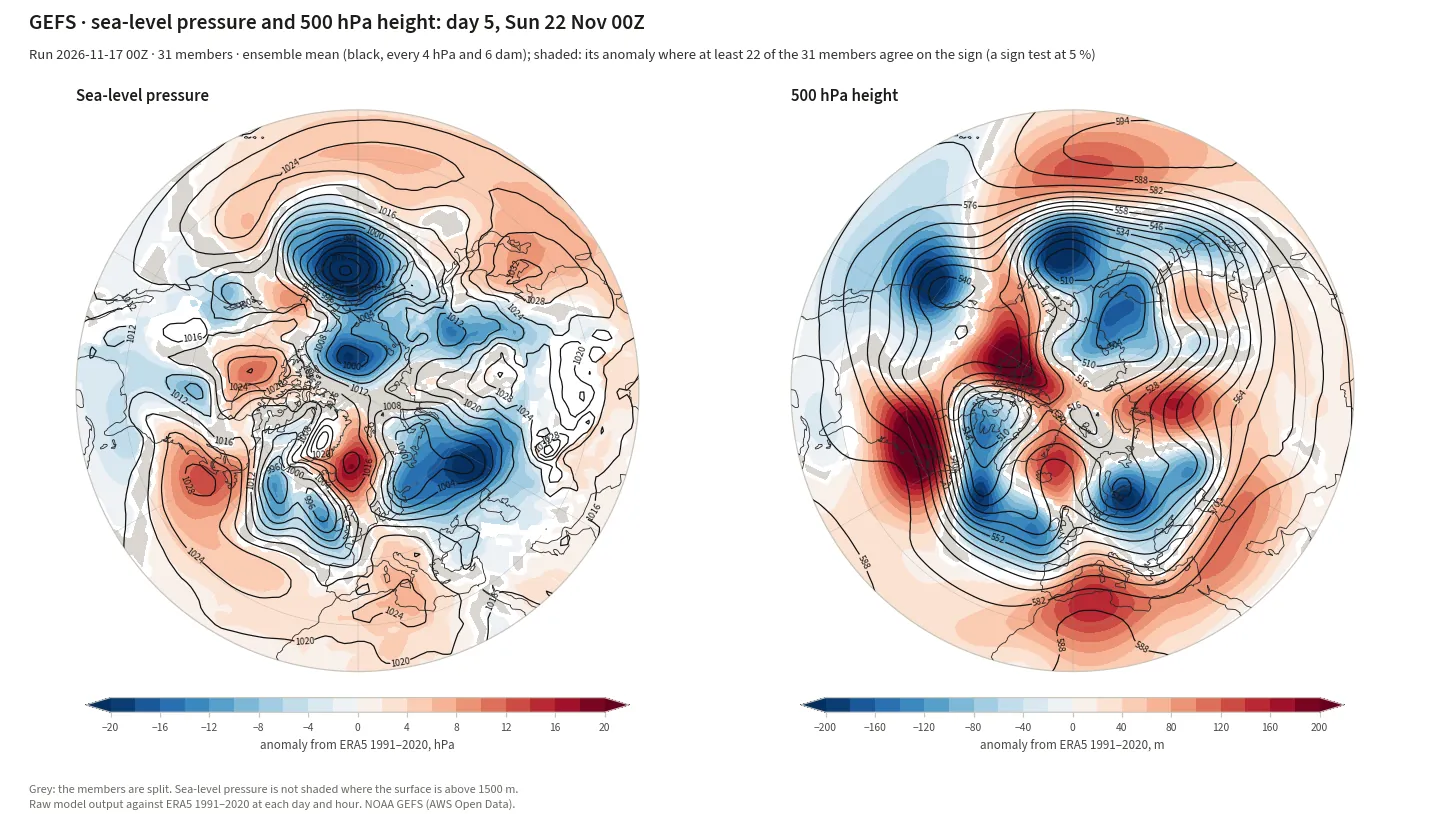 GEFS · sea-level pressure and 500 hPa height: day 5, Sun 22 Nov 00Z
Run 2026-11-17 00Z · 31 members · ensemble mean (black, every 4 hPa and 6 dam); shaded: its anomaly where at least 22 of the 31 members agree on the sign (a sign test at 5 %)
Sea-level pressure
500 hPa height
−20 −16 −12 −8 −4 0 4 8 12 16 20
anomaly from ERA5 1991–2020, hPa
−200 −160 −120 −80 −40 0 40 80 120 160 200
anomaly from ERA5 1991–2020, m
Grey: the members are split. Sea-level pressure is not shaded where the surface is above 1500 m.
Raw model output against ERA5 1991–2020 at each day and hour. NOAA GEFS (AWS Open Data).